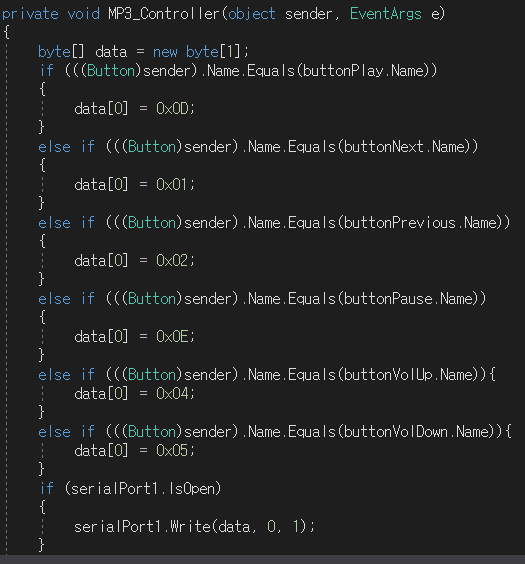 private void MP3_Controller(object sender, EventArgs e)
{
    byte[] data = new byte[1];
    if (((Button)sender).Name.Equals(buttonPlay.Name))
    {
        data[0] = 0x0D;
    }
    else if (((Button)sender).Name.Equals(buttonNext.Name))
    {
        data[0] = 0x01;
    }
    else if (((Button)sender).Name.Equals(buttonPrevious.Name))
    {
        data[0] = 0x02;
    }
    else if (((Button)sender).Name.Equals(buttonPause.Name))
    {
        data[0] = 0x0E;
    }
    else if (((Button)sender).Name.Equals(buttonVolUp.Name)){
        data[0] = 0x04;
    }
    else if (((Button)sender).Name.Equals(buttonVolDown.Name)){
        data[0] = 0x05;
    }
    if (serialPort1.IsOpen)
    {
        serialPort1.Write(data, 0, 1);
    }